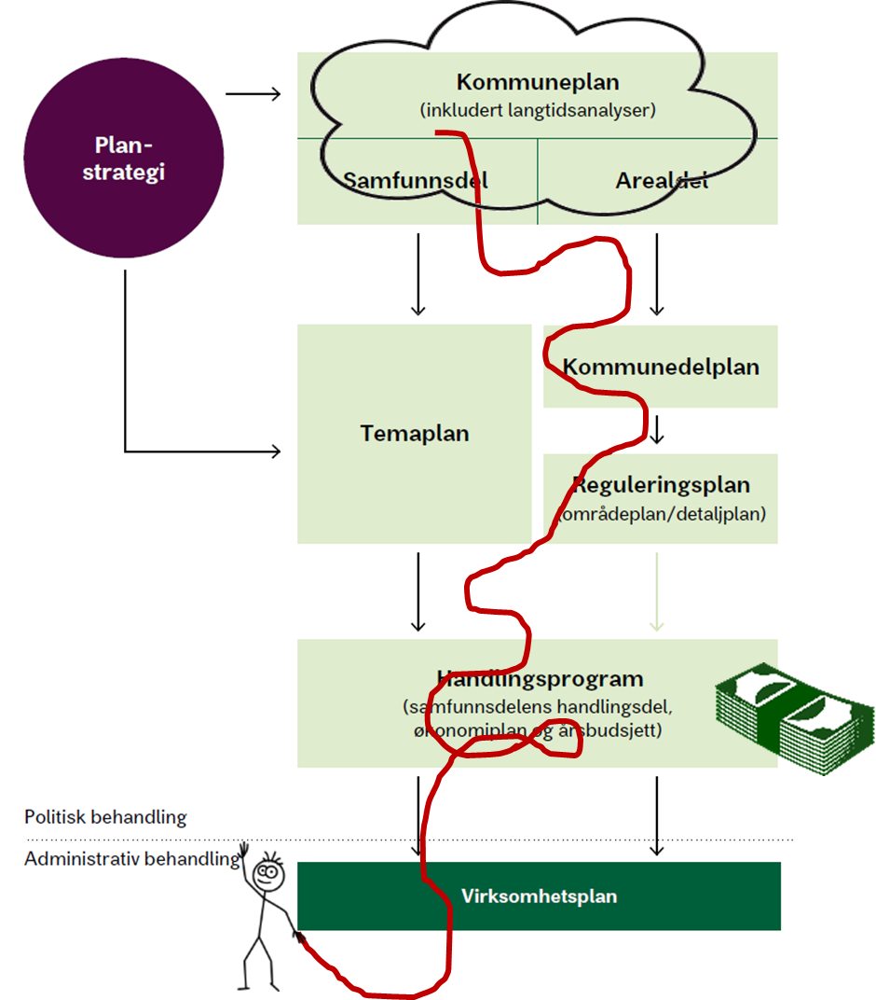 Kommuneplan
(inkludert langtidsanalyser)
Plan-
strategi
Samfunnsdel
Arealdel
Kommunedelplan
Temaplan
Reguleringsplan
(områdeplan/detaljplan)
Handlingsprogram
(samfunnsdelens handlingsdel,
økonomiplan og årsbudsjett)
Politisk behandling
Administrativ behandling
Virksomhetsplan